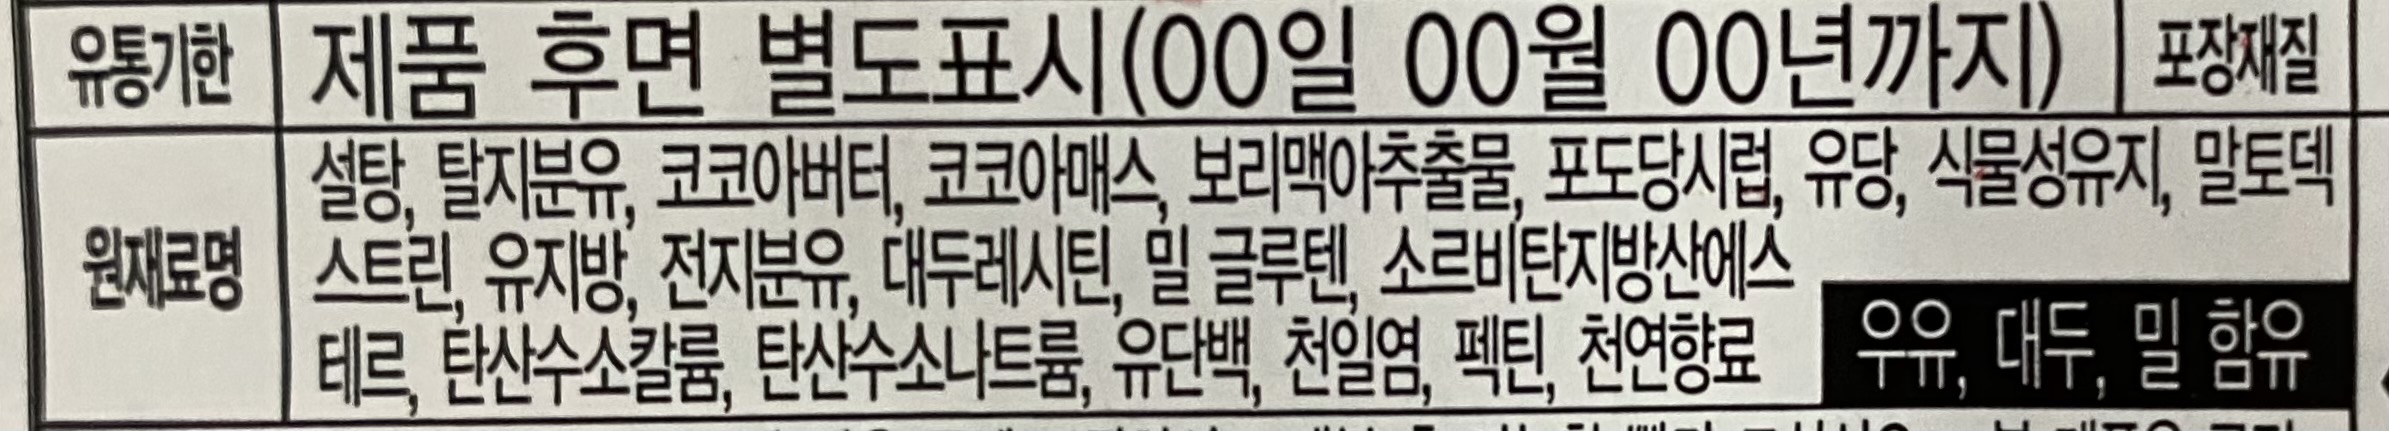 유통기한 제품 후면 별도표시(00일 00월 00년까지) 포장재질
원재료명
설탕, 탈지분유, 코코아버터, 코코아매스, 보리맥아추출물, 포도당시럽, 유당, 식물성유지, 말토덱
스트린, 유지방, 전지분유, 대두레시틴, 밀 글루텐, 소르비탄지방산에스
테르, 탄산수소칼륨, 탄산수소나트륨, 유단백, 천일염, 펙틴, 천연향료
우유, 대두, 밀 함유